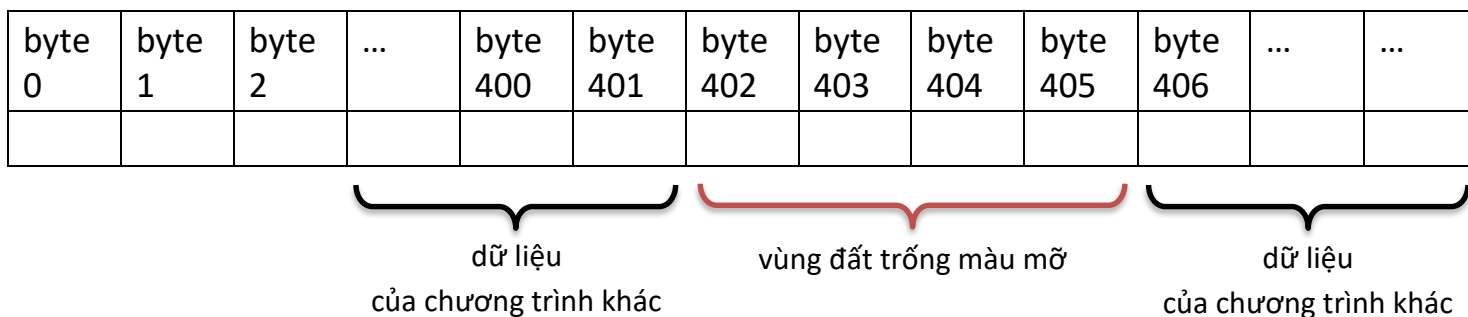 byte byte byte ... byte byte byte byte byte byte byte ... ...
0 1 2 400 401 402 403 404 405 406
dữ liệu vùng đất trống màu mỡ dữ liệu
của chương trình khác của chương trình khác